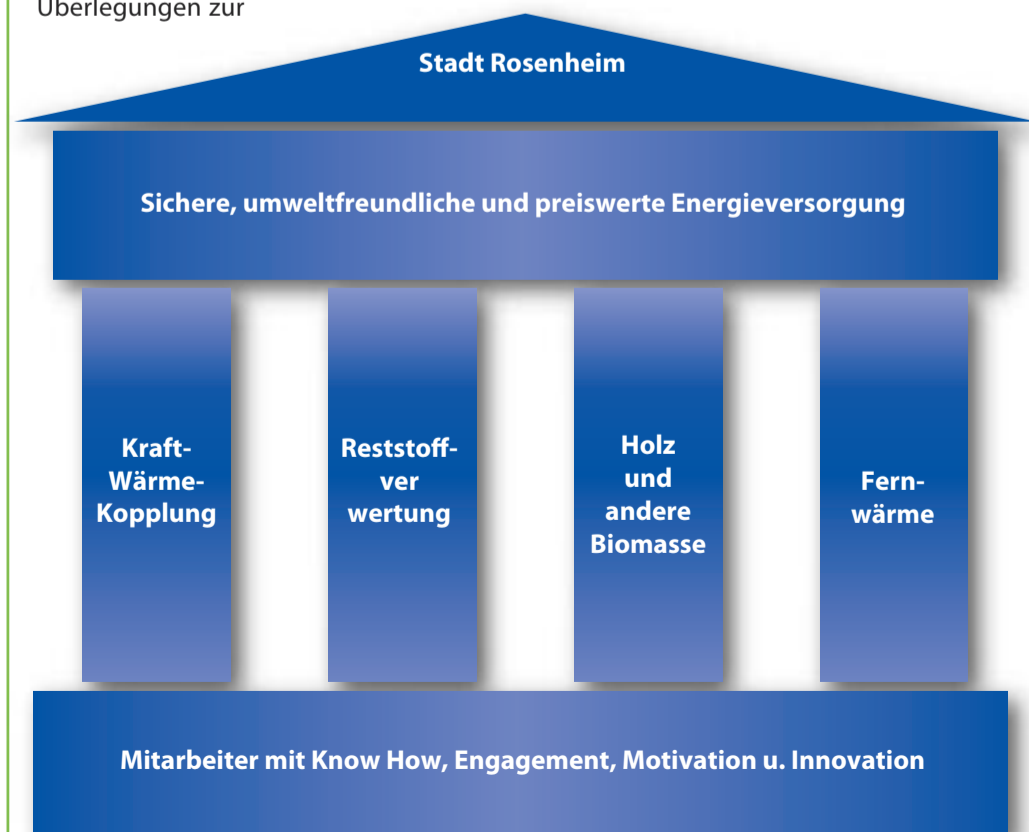 Überlegungen zur
Stadt Rosenheim
Sichere, umweltfreundliche und preiswerte Energieversorgung
Kraft-
Wärme-
Kopplung
Reststoff-
ver
wertung
Holz
und
andere
Biomasse
Fern-
wärme
Mitarbeiter mit Know How, Engagement, Motivation u. Innovation